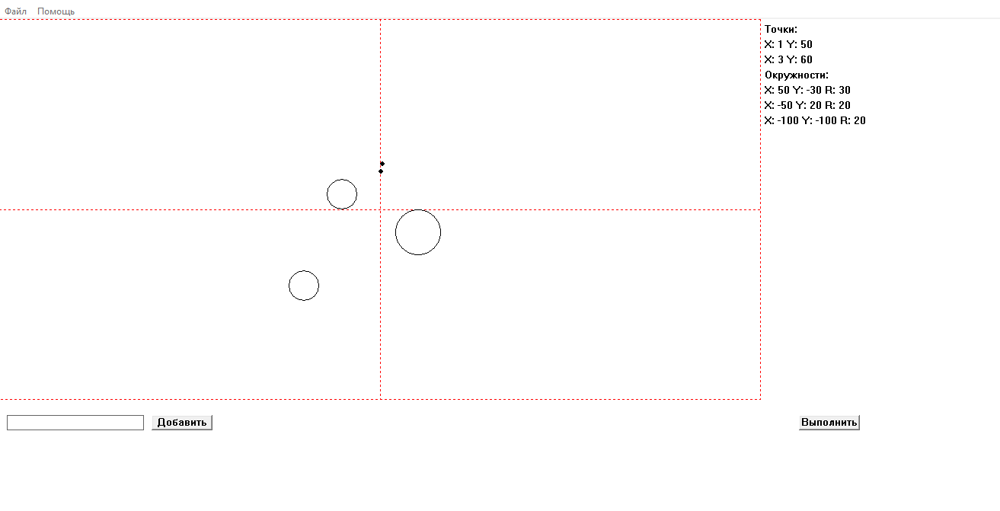 Файл Помощь
Точки:
X: 1 Y: 50
X: 3 Y: 60
Окружности:
X: 50 Y: -30 R: 30
X: -50 Y: 20 R: 20
X: -100 Y: -100 R: 20
Добавить Выполнить